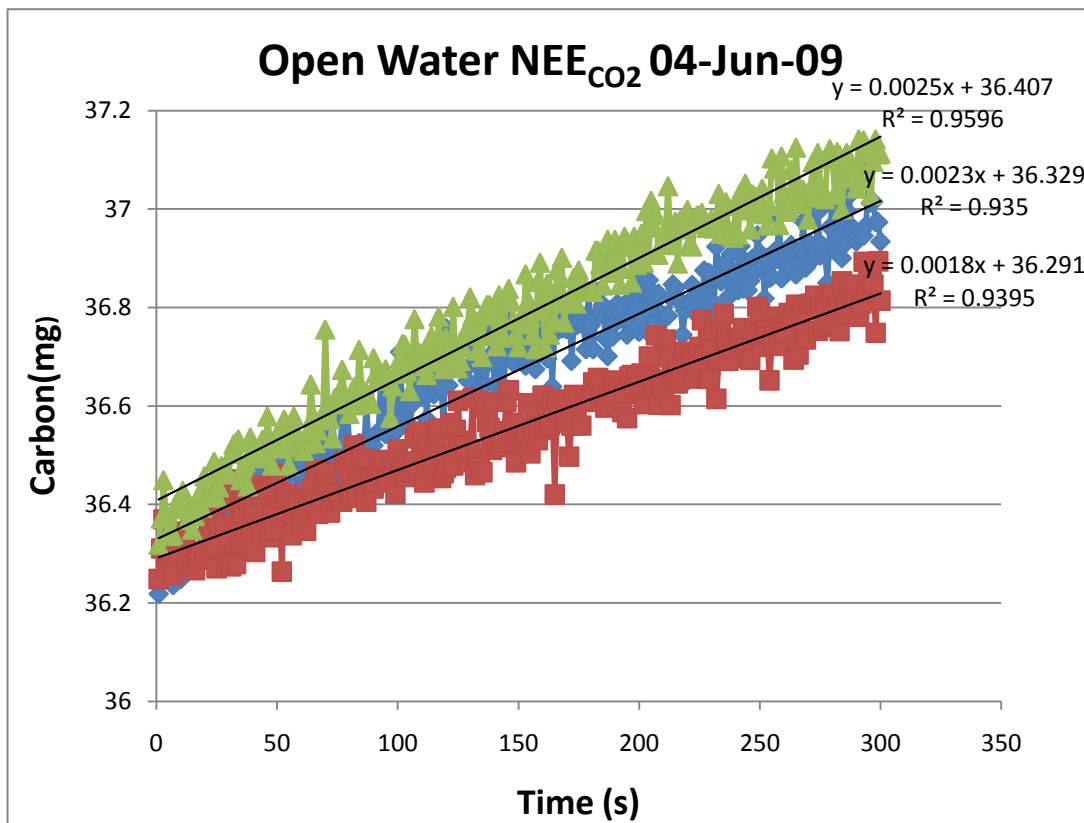 Open Water NEE_CO2 04-Jun-09
y = 0.0025x + 36.407
R² = 0.9596
y = 0.0023x + 36.329
R² = 0.935
y = 0.0018x + 36.291
R² = 0.9395
Carbon(mg)
37.2
37
36.8
36.6
36.4
36.2
36
0 50 100 150 200 250 300 350
Time (s)